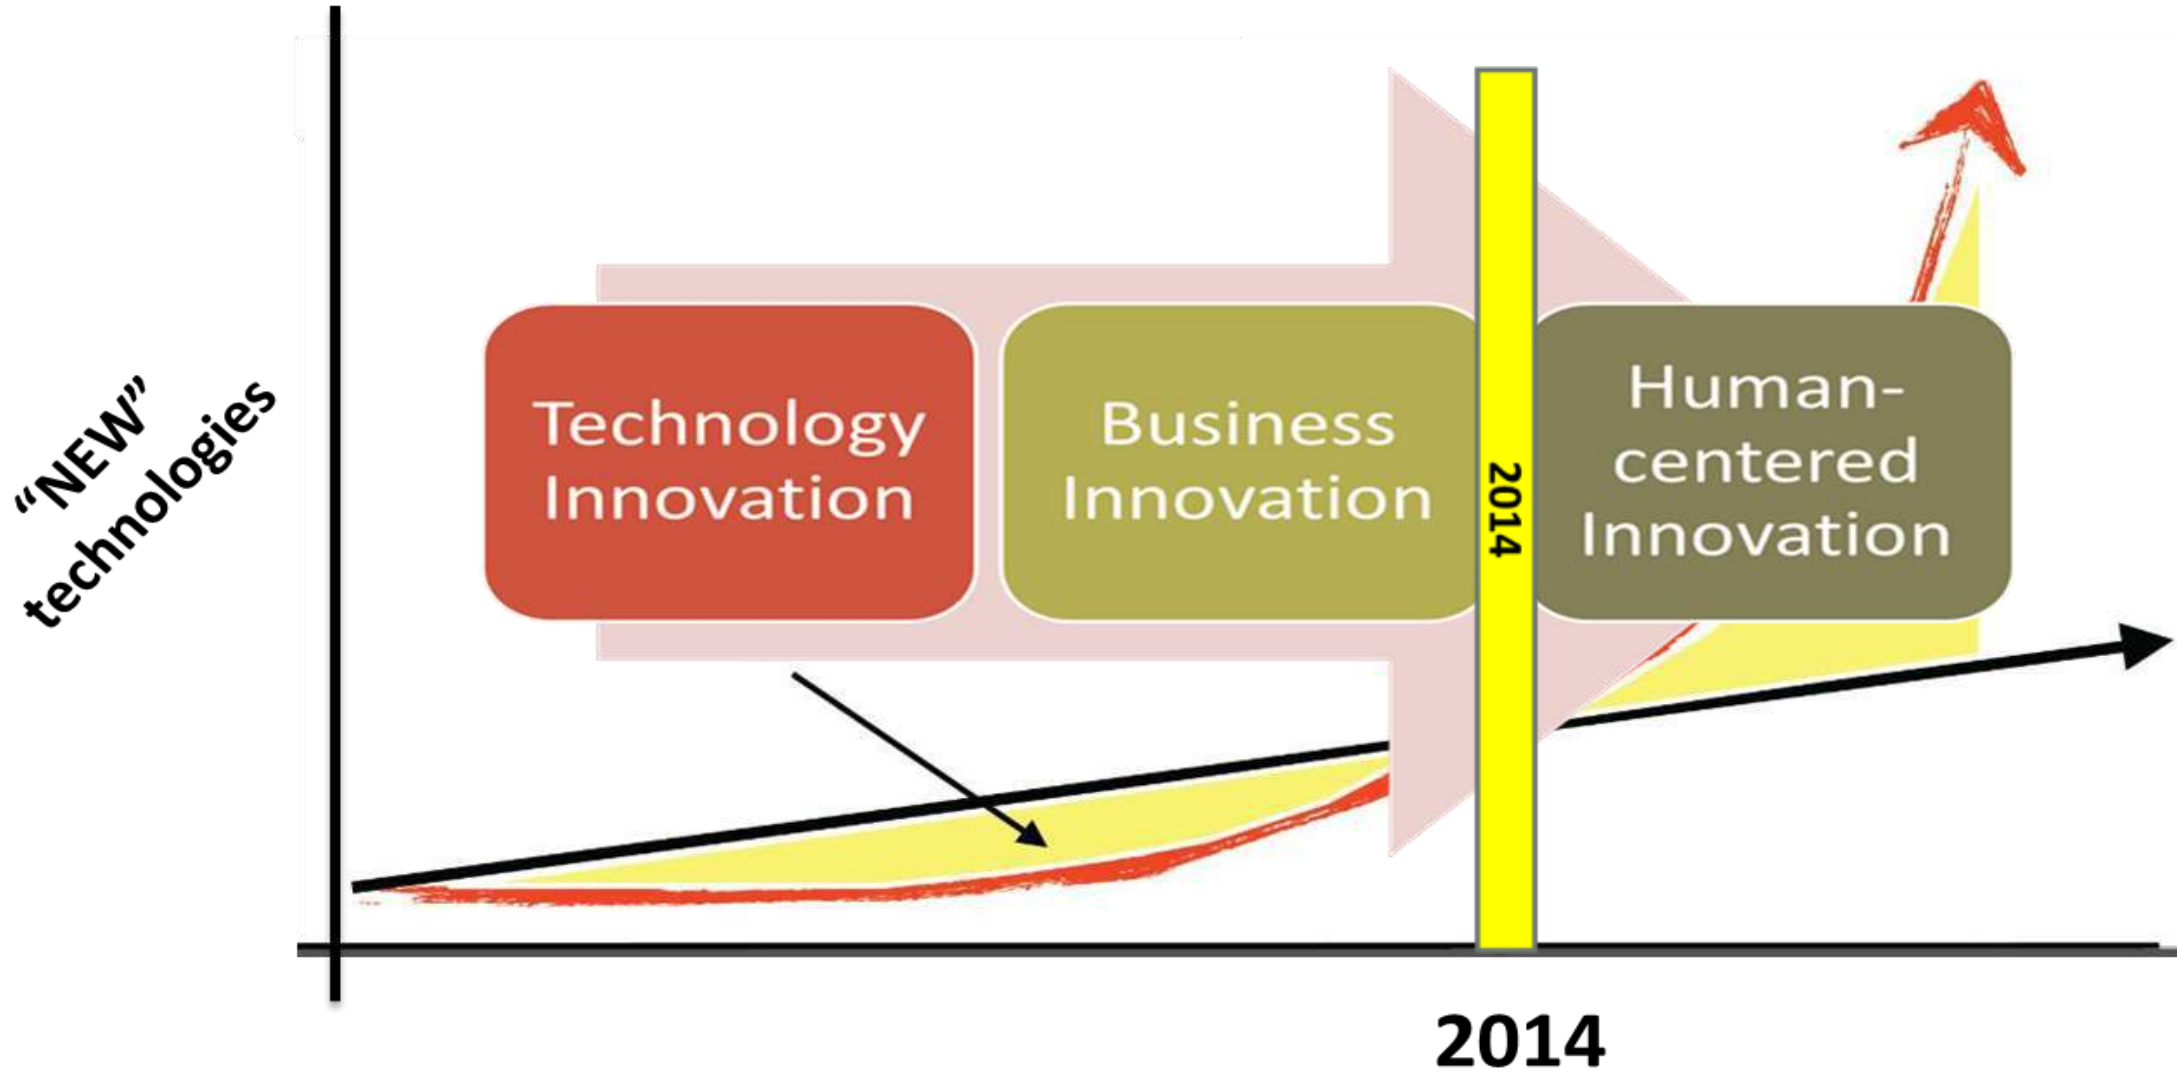 “NEW”
technologies
Technology
Innovation
Business
Innovation
2014
Human-
centered
Innovation
2014